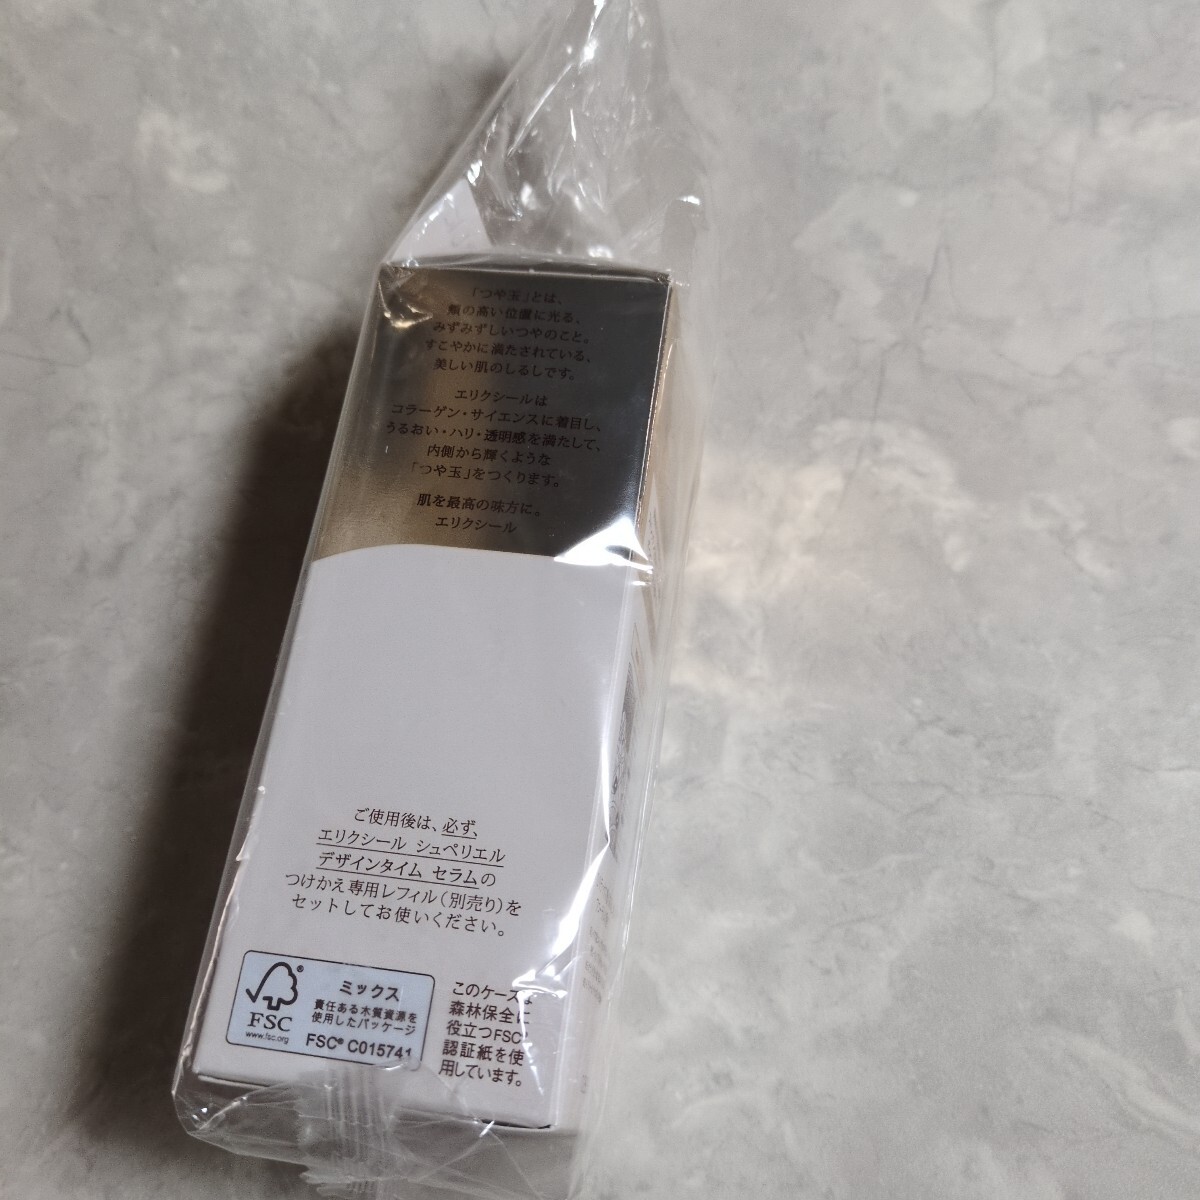 「つや玉」とは、
頬の高い位置に光る、
みずみずしいつやのこと。
すこやかに満たされている、
美しい肌のしるしです。
エリクシールは
コラーゲン・サイエンスに着目し、
うるおい・ハリ・透明感を満たして、
内側から輝くような
「つや玉」をつくります。
肌を最高の味方に。
エリクシール
ご使用後は、必ず、
エリクシール シュペリエル
デザインタイム セラムの
つけかえ専用レフィル(別売り)を
セットしてお使いください。
FSC
www.fsc.org
ミックス
責任ある木質資源を
使用したパッケージ
FSC® C015741
このケースは
森林保全に
役立つFSC®
認証紙を使
用しています。